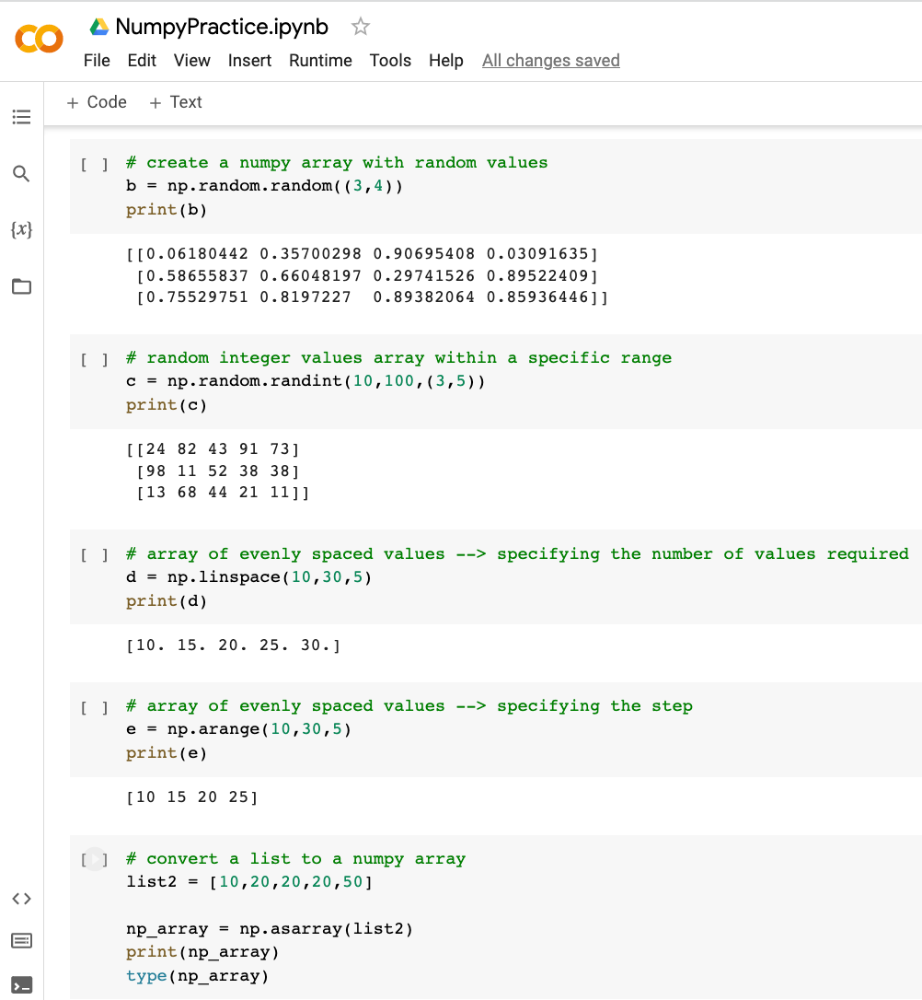 NumpyPractice.ipynb
File Edit View Insert Runtime Tools Help All changes saved
+ Code + Text
[ ] # create a numpy array with random values
b = np.random.random((3,4))
print(b)
[[0.06180442 0.35700298 0.90695408 0.03091635]
 [0.58655837 0.66048197 0.29741526 0.89522409]
 [0.75529751 0.8197227  0.89382064 0.85936446]]
[ ] # random integer values array within a specific range
c = np.random.randint(10,100,(3,5))
print(c)
[[24 82 43 91 73]
 [98 11 52 38 38]
 [13 68 44 21 11]]
[ ] # array of evenly spaced values --> specifying the number of values required
d = np.linspace(10,30,5)
print(d)
[10. 15. 20. 25. 30.]
[ ] # array of evenly spaced values --> specifying the step
e = np.arange(10,30,5)
print(e)
[10 15 20 25]
[ ] # convert a list to a numpy array
list2 = [10,20,20,20,50]
np_array = np.asarray(list2)
print(np_array)
type(np_array)
{x}